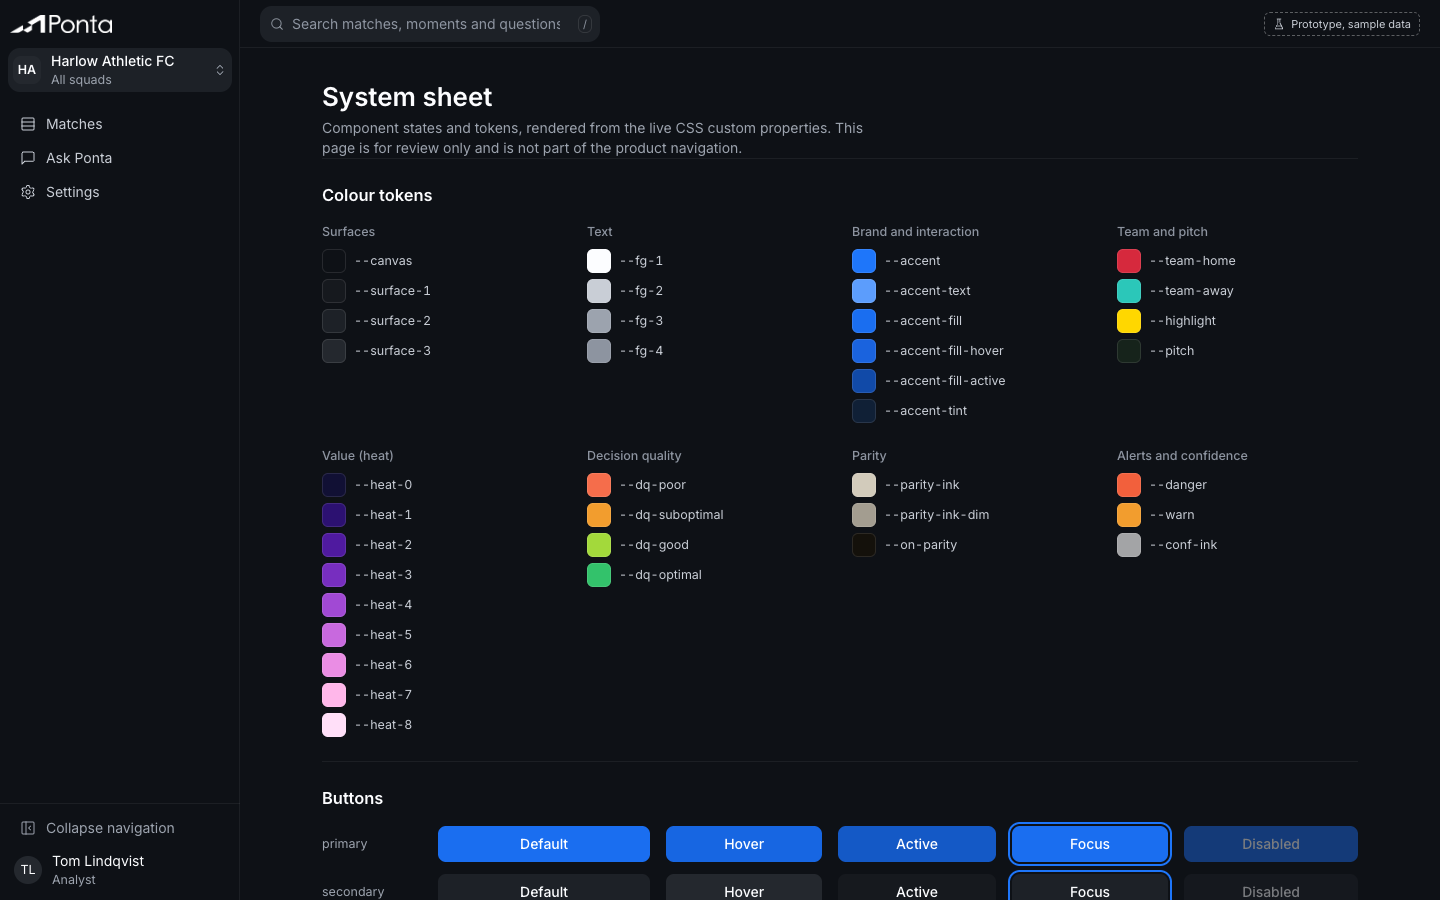 Ponta
Harlow Athletic FC
HA
All squads
Matches
Ask Ponta
Settings
Collapse navigation
TL
Tom Lindqvist
Analyst
Search matches, moments and questions
/
Prototype, sample data
System sheet
Component states and tokens, rendered from the live CSS custom properties. This
page is for review only and is not part of the product navigation.
Colour tokens
Surfaces
--canvas
--surface-1
--surface-2
--surface-3
Text
--fg-1
--fg-2
--fg-3
--fg-4
Brand and interaction
--accent
--accent-text
--accent-fill
--accent-fill-hover
--accent-fill-active
--accent-tint
Team and pitch
--team-home
--team-away
--highlight
--pitch
Value (heat)
--heat-0
--heat-1
--heat-2
--heat-3
--heat-4
--heat-5
--heat-6
--heat-7
--heat-8
Decision quality
--dq-poor
--dq-suboptimal
--dq-good
--dq-optimal
Parity
--parity-ink
--parity-ink-dim
--on-parity
Alerts and confidence
--danger
--warn
--conf-ink
Buttons
primary
Default
Hover
Active
Focus
Disabled
secondary
Default
Hover
Active
Focus
Disabled